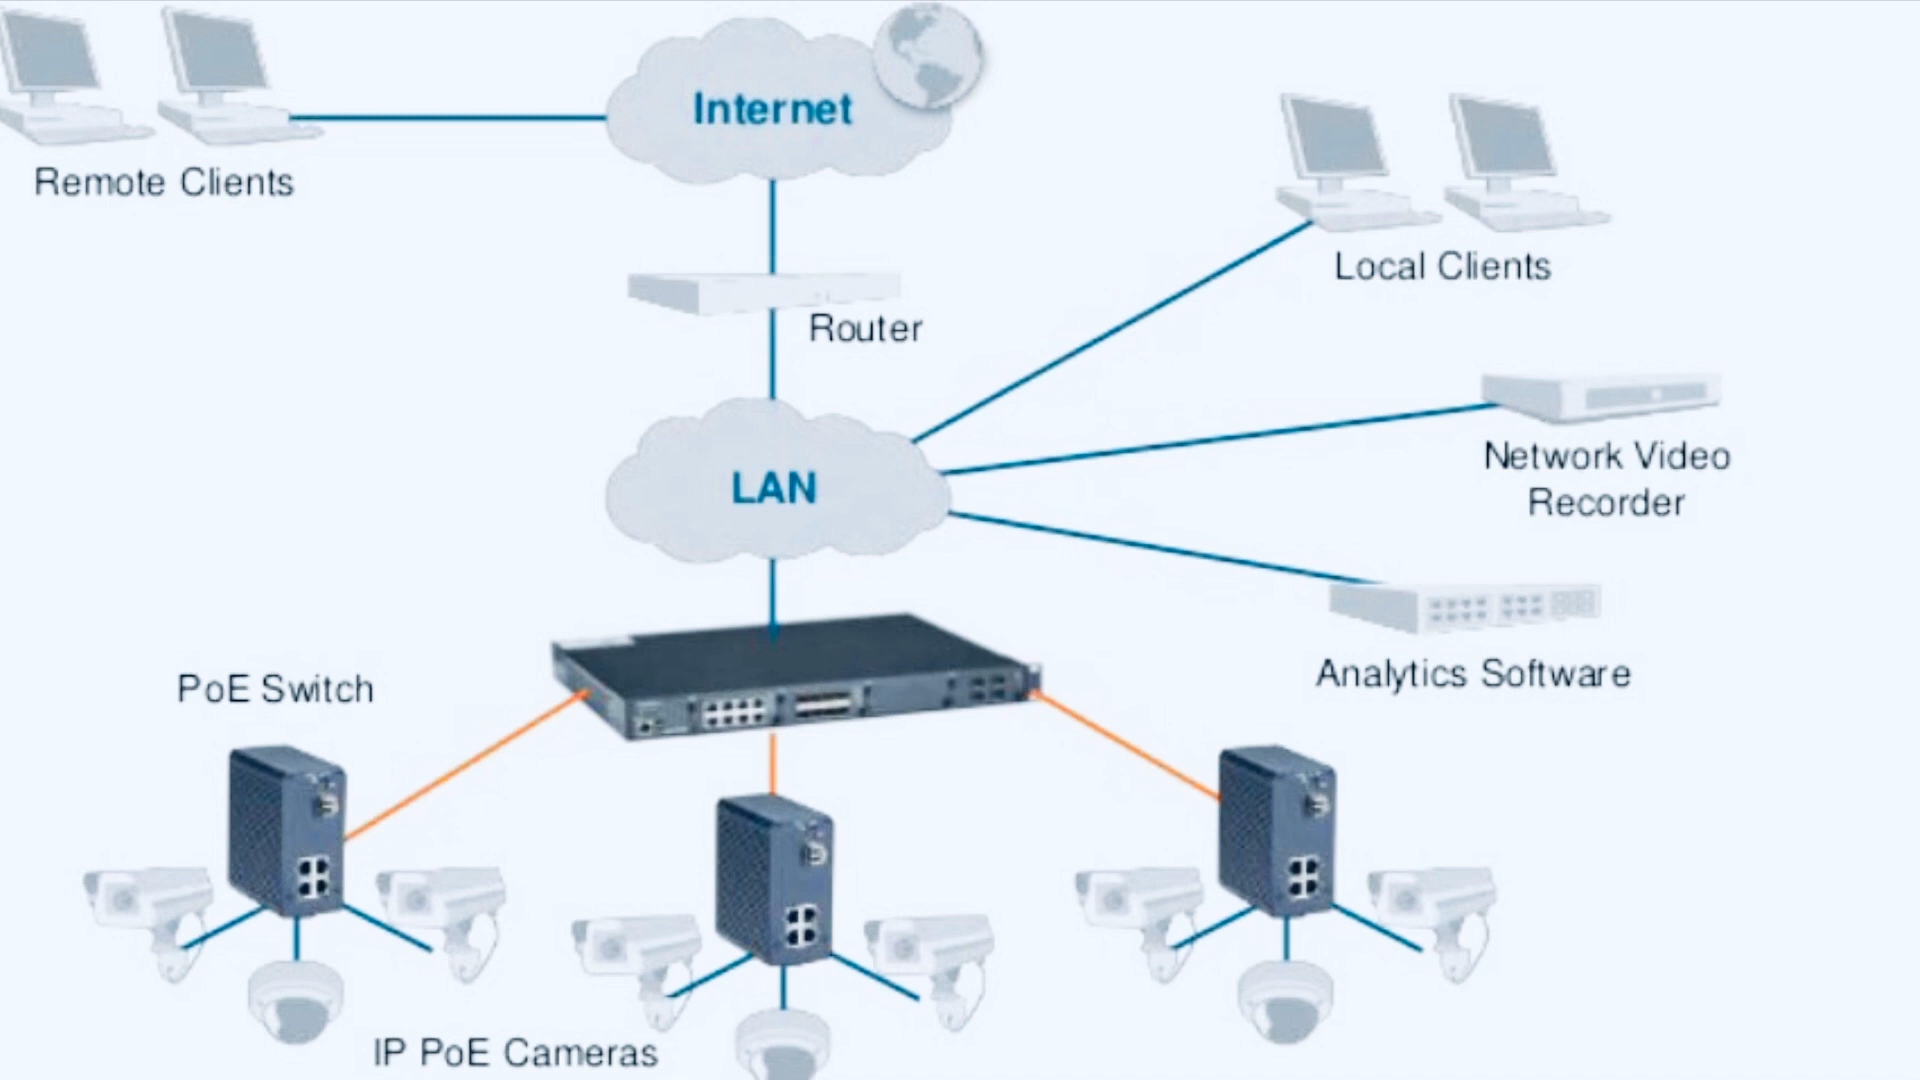 Internet
Remote Clients
Local Clients
Router
Network Video
Recorder
LAN
Analytics Software
PoE Switch
IP PoE Cameras